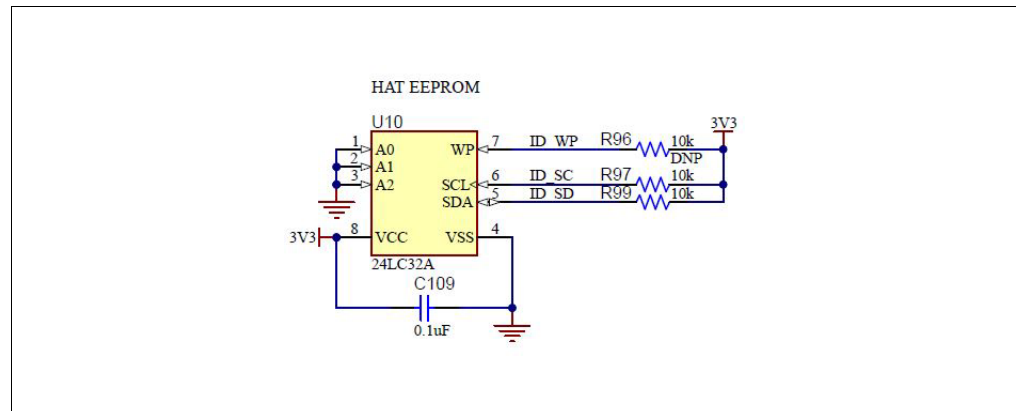 HAT EEPROM
U10
3V3
1 A0 WP 7 ID_WP R96 10k
2 A1 DNP
3 A2 SCL 6 ID_SC R97 10k
SDA 5 ID_SD R99 10k
3V3 8 VCC VSS 4
24LC32A
C109
0.1uF